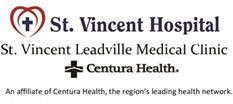 St. Vincent Hospital
St. Vincent Leadville Medical Clinic
Centura Health®
An affiliate of Centura Health, the region's leading health network.